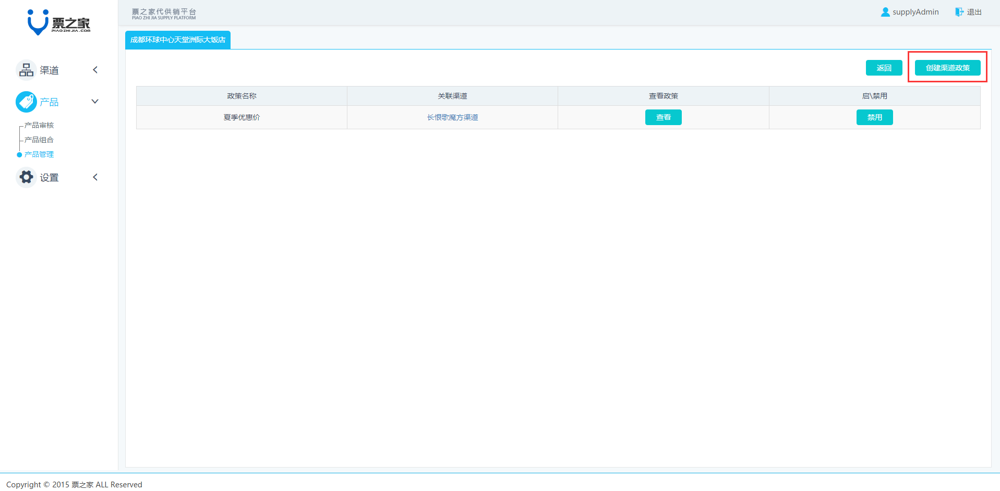 票之家
PIAOZHIJIA.COM
票之家代供销平台
PIAO ZHI JIA SUPPLY PLATFORM
supplyAdmin
退出
渠道
产品
产品审核
产品组合
产品管理
设置
成都环球中心天堂洲际大饭店
返回
创建渠道政策
政策名称 关联渠道 查看政策 启\禁用
夏季优惠价 长恨歌魔方渠道 查看 禁用
Copyright © 2015 票之家 ALL Reserved